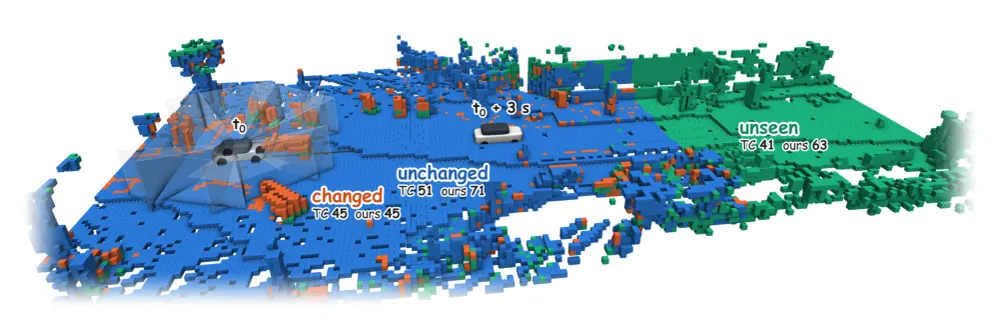 t0
t0 + 3 s
unseen
TC 41 ours 63
unchanged
TC 51 ours 71
changed
TC 45 ours 45